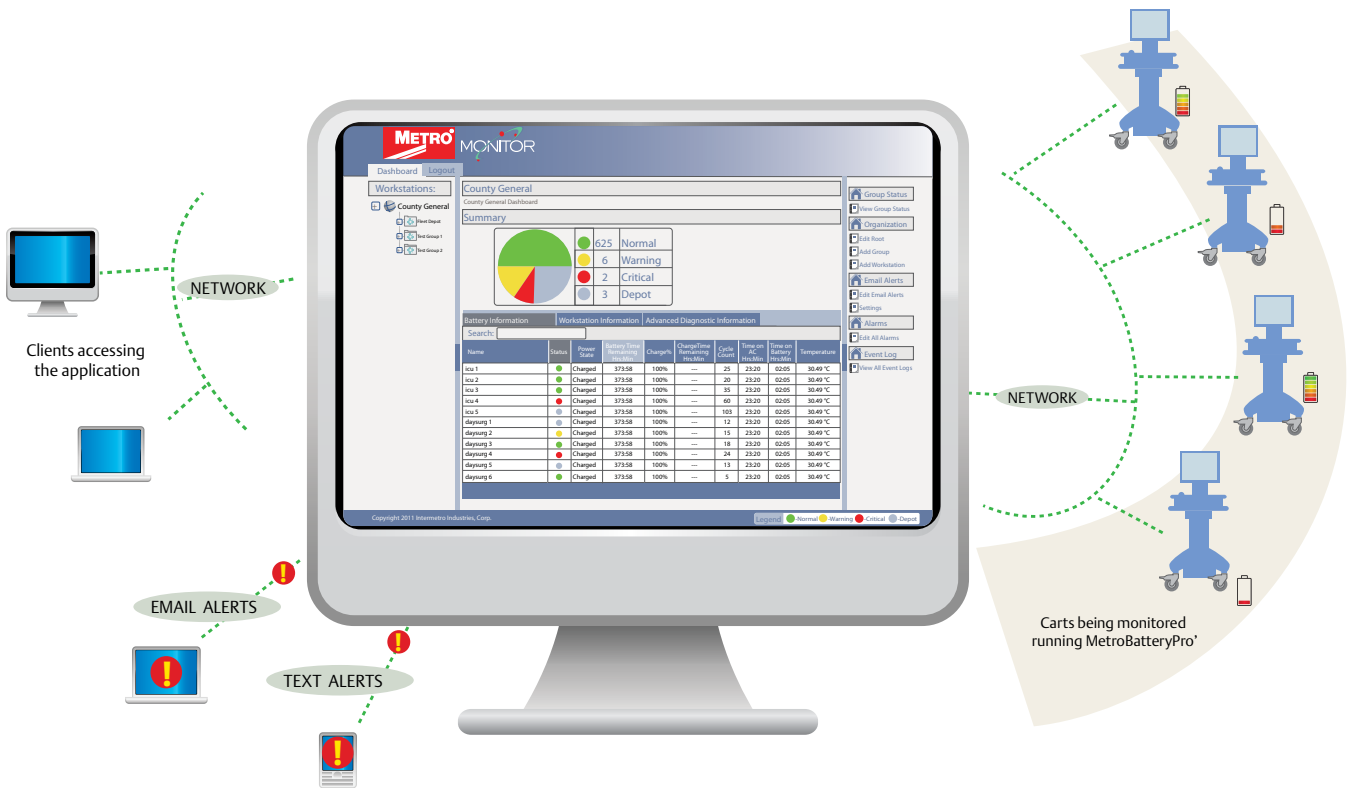 METRO
MONITOR
Dashboard Logout
Workstations:
County General
Fleet Depot
Test Group 1
Test Group 2
County General
County General Dashboard
Summary
625 Normal
6 Warning
2 Critical
3 Depot
Battery Information Workstation Information Advanced Diagnostic Information
Search:
Name Status Power State Battery Time Remaining Hrs:Min Charge% ChargeTime Remaining Hrs:Min Cycle Count Time on AC Hrs:Min Time on Battery Hrs:Min Temperature
icu 1 Charged 373:58 100% --- 25 23:20 02:05 30.49 °C
icu 2 Charged 373:58 100% --- 20 23:20 02:05 30.49 °C
icu 3 Charged 373:58 100% --- 35 23:20 02:05 30.49 °C
icu 4 Charged 373:58 100% --- 60 23:20 02:05 30.49 °C
icu 5 Charged 373:58 100% --- 103 23:20 02:05 30.49 °C
daysurg 1 Charged 373:58 100% --- 12 23:20 02:05 30.49 °C
daysurg 2 Charged 373:58 100% --- 15 23:20 02:05 30.49 °C
daysurg 3 Charged 373:58 100% --- 18 23:20 02:05 30.49 °C
daysurg 4 Charged 373:58 100% --- 24 23:20 02:05 30.49 °C
daysurg 5 Charged 373:58 100% --- 13 23:20 02:05 30.49 °C
daysurg 6 Charged 373:58 100% --- 5 23:20 02:05 30.49 °C
Group Status
View Group Status
Organization
Edit Root
Add Group
Add Workstation
Email Alerts
Edit Email Alerts
Settings
Alarms
Edit All Alarms
Event Log
View All Event Logs
Copyright 2011 Intermetro Industries, Corp.
Legend -Normal -Warning -Critical -Depot
NETWORK
Clients accessing
the application
EMAIL ALERTS
TEXT ALERTS
NETWORK
Carts being monitored
running MetroBatteryPro'